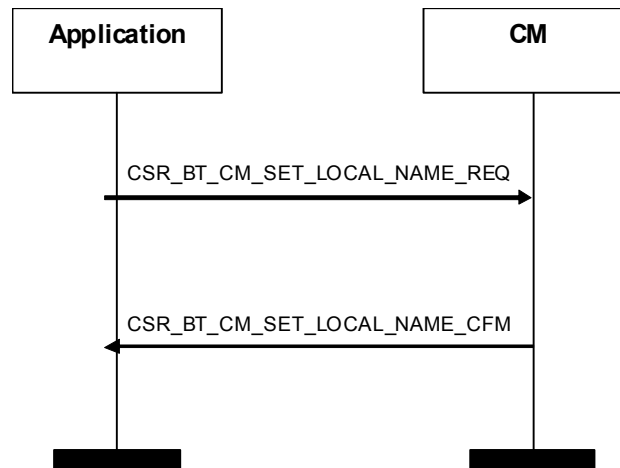 Application
CM
CSR_BT_CM_SET_LOCAL_NAME_REQ
CSR_BT_CM_SET_LOCAL_NAME_CFM